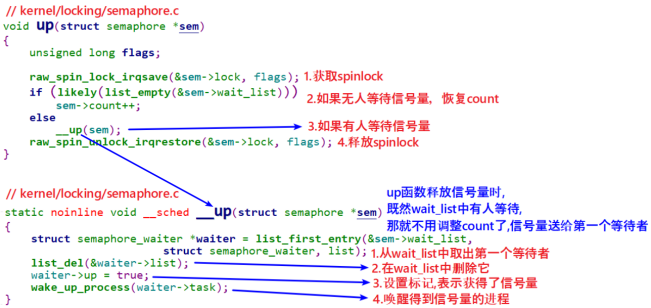 // kernel/locking/semaphore.c
void up(struct semaphore *sem)
{
unsigned long flags;
raw_spin_lock_irqsave(&sem->lock, flags); 1.获取spinlock
if (likely(list_empty(&sem->wait_list)))
sem->count++; 2.如果无人等待信号量，恢复count
else
__up(sem); 3.如果有人等待信号量
raw_spin_unlock_irqrestore(&sem->lock, flags); 4.释放spinlock
}
up函数释放信号量时,
// kernel/locking/semaphore.c
既然wait_list中有人等待,
static noinline void __sched __up(struct semaphore *sem)
那就不用调整count了,信号量送给第一个等待者
{
struct semaphore_waiter *waiter = list_first_entry(&sem->wait_list,
struct semaphore_waiter, list); 1.从wait_list中取出第一个等待者
list_del(&waiter->list); 2.在wait_list中删除它
waiter->up = true; 3.设置标记,表示获得了信号量
wake_up_process(waiter->task); 4.唤醒得到信号量的进程
}